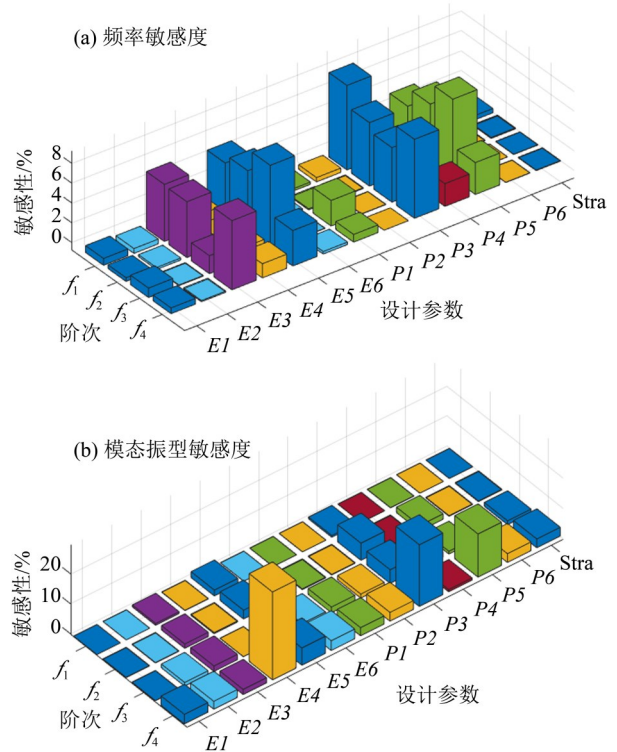 (a) 频率敏感度
敏感性/%
8
6
4
2
0
f1
f2
f3
f4
阶次
E1
E2
E3
E4
E5
E6
P1
P2
P3
P4
P5
P6
Stra
设计参数
(b) 模态振型敏感度
敏感性/%
20
10
0
f1
f2
f3
f4
阶次
E1
E2
E3
E4
E5
E6
P1
P2
P3
P4
P5
P6
Stra
设计参数